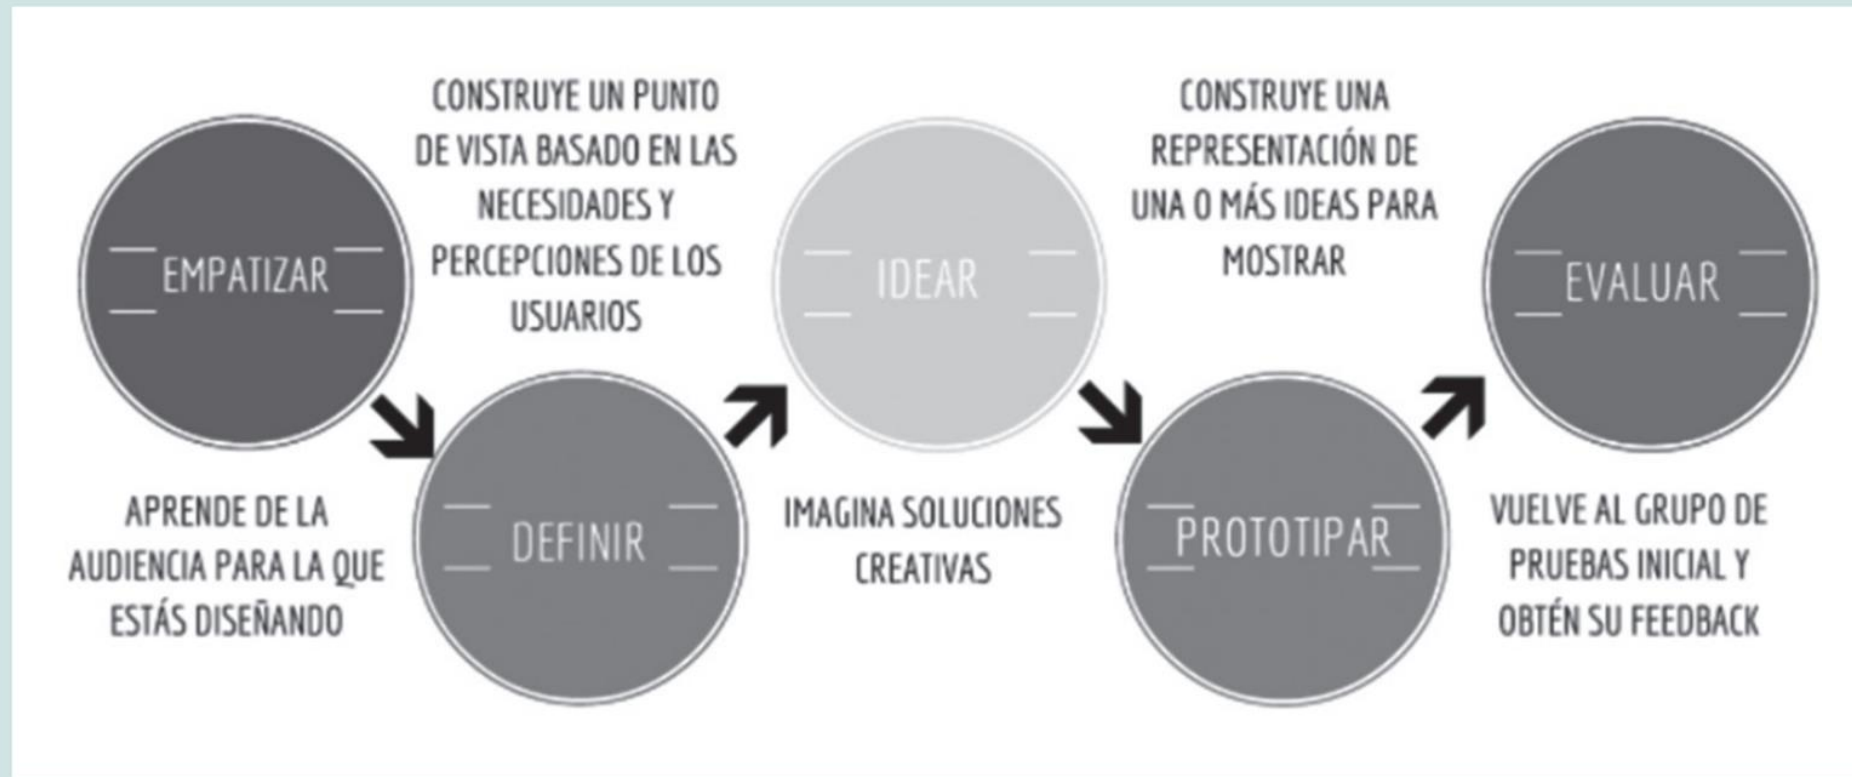 EMPATIZAR
APRENDE DE LA
AUDIENCIA PARA LA QUE
ESTÁS DISEÑANDO
CONSTRUYE UN PUNTO
DE VISTA BASADO EN LAS
NECESIDADES Y
PERCEPCIONES DE LOS
USUARIOS
DEFINIR
IDEAR
IMAGINA SOLUCIONES
CREATIVAS
CONSTRUYE UNA
REPRESENTACIÓN DE
UNA O MÁS IDEAS PARA
MOSTRAR
PROTOTIPAR
EVALUAR
VUELVE AL GRUPO DE
PRUEBAS INICIAL Y
OBTÉN SU FEEDBACK